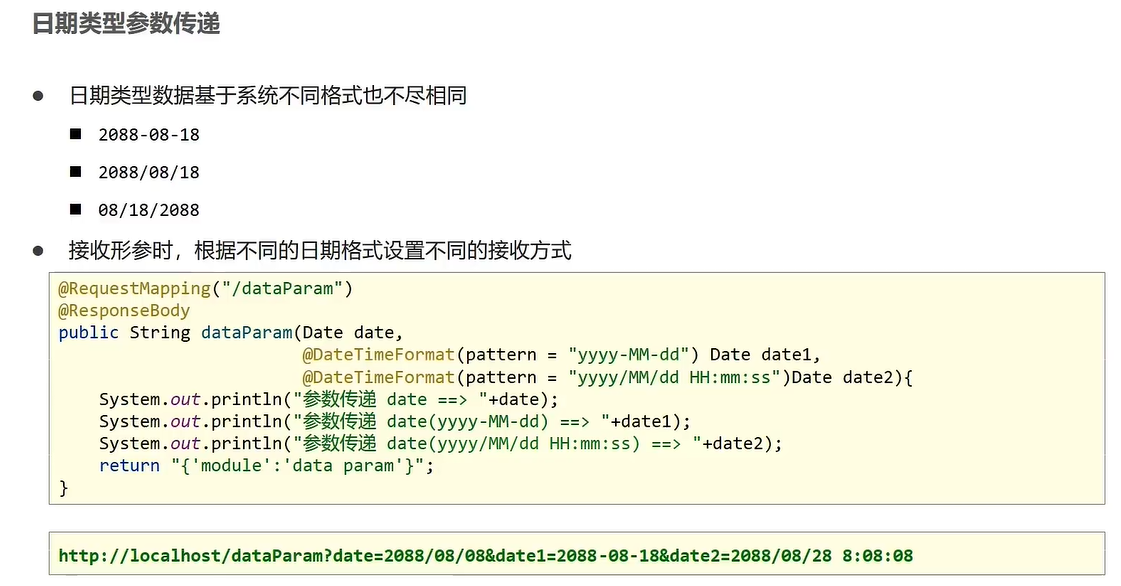 日期类型参数传递
● 日期类型数据基于系统不同格式也不尽相同
■ 2088-08-18
■ 2088/08/18
■ 08/18/2088
● 接收形参时，根据不同的日期格式设置不同的接收方式
@RequestMapping("/dataParam")
@ResponseBody
public String dataParam(Date date,
                        @DateTimeFormat(pattern = "yyyy-MM-dd") Date date1,
                        @DateTimeFormat(pattern = "yyyy/MM/dd HH:mm:ss")Date date2){
    System.out.println("参数传递 date ==> "+date);
    System.out.println("参数传递 date(yyyy-MM-dd) ==> "+date1);
    System.out.println("参数传递 date(yyyy/MM/dd HH:mm:ss) ==> "+date2);
    return "{'module':'data param'}";
}
http://localhost/dataParam?date=2088/08/08&date1=2088-08-18&date2=2088/08/28 8:08:08